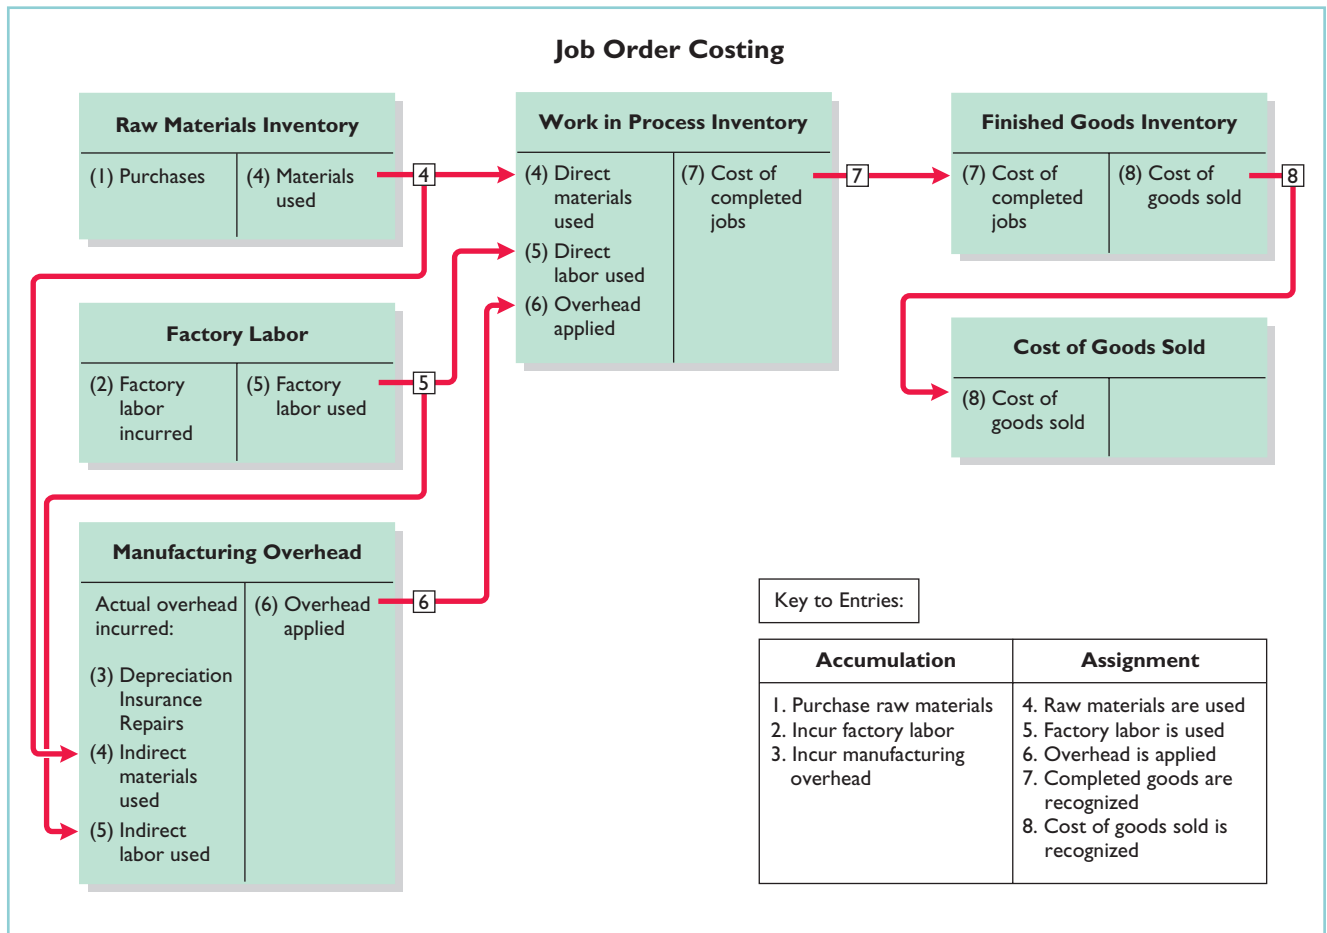 Job Order Costing
Raw Materials Inventory
(1) Purchases
(4) Materials
used
4
Factory Labor
(2) Factory
labor
incurred
(5) Factory
labor used
5
Manufacturing Overhead
Actual overhead
incurred:
(3) Depreciation
Insurance
Repairs
(4) Indirect
materials
used
(5) Indirect
labor used
(6) Overhead
applied
6
Work in Process Inventory
(4) Direct
materials
used
(5) Direct
labor used
(6) Overhead
applied
(7) Cost of
completed
jobs
7
Finished Goods Inventory
(7) Cost of
completed
jobs
(8) Cost of
goods sold
8
Cost of Goods Sold
(8) Cost of
goods sold
Key to Entries:
Accumulation
1. Purchase raw materials
2. Incur factory labor
3. Incur manufacturing
overhead
Assignment
4. Raw materials are used
5. Factory labor is used
6. Overhead is applied
7. Completed goods are
recognized
8. Cost of goods sold is
recognized